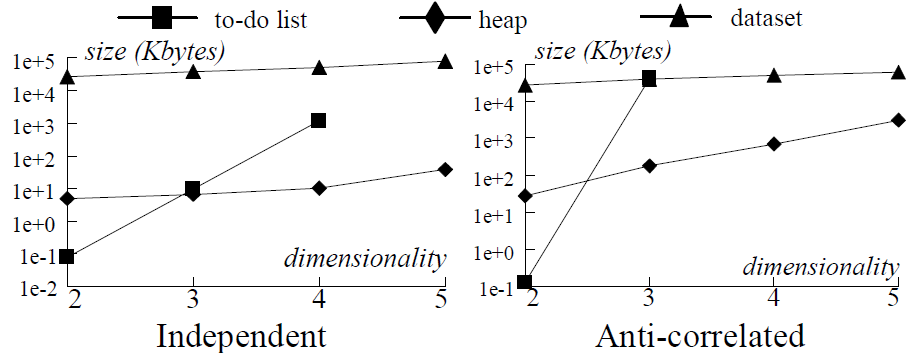 to-do list heap dataset
size (Kbytes)
1e+5
1e+4
1e+3
1e+2
1e+1
1e+0
1e-1
1e-2
dimensionality
2 3 4 5
Independent
size (Kbytes)
1e+5
1e+4
1e+3
1e+2
1e+1
1e+0
1e-1
dimensionality
2 3 4 5
Anti-correlated